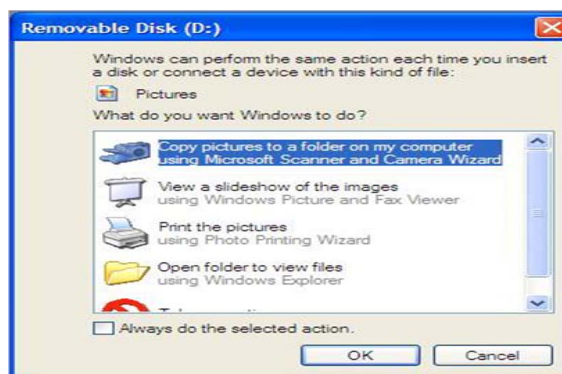 Removable Disk (D:)
Windows can perform the same action each time you insert
a disk or connect a device with this kind of file:
Pictures
What do you want Windows to do?
Copy pictures to a folder on my computer
using Microsoft Scanner and Camera Wizard
View a slideshow of the images
using Windows Picture and Fax Viewer
Print the pictures
using Photo Printing Wizard
Open folder to view files
using Windows Explorer
Always do the selected action.
OK
Cancel